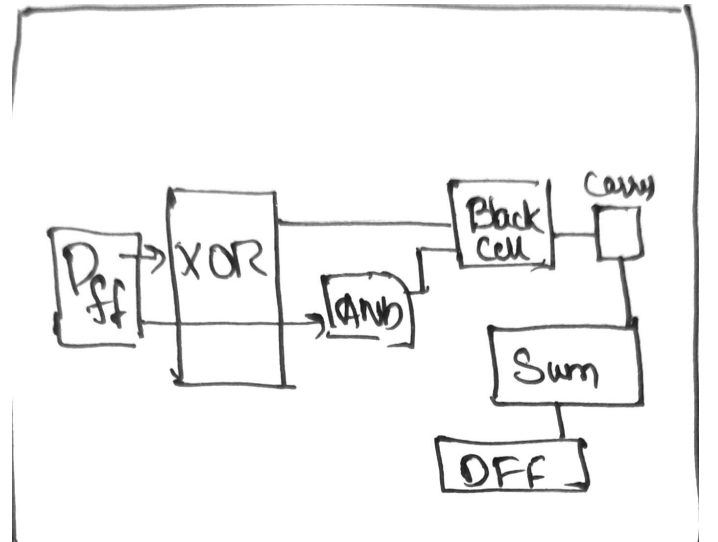 Dff
XOR
AND
Black
Cell
Carry
Sum
DFF